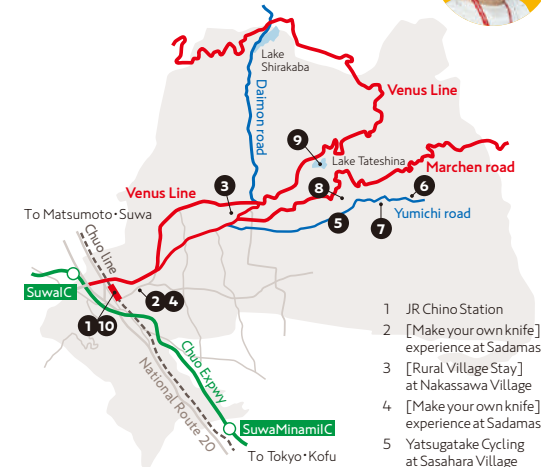 Lake
Shirakaba
Daimon road
Venus Line
9
Lake Tateshina
Marchen road
Venus Line
3
8
6
To Matsumoto・Suwa
5
7
Yumichi road
Chuo line
SuwaIC
2 4
1 10
Chuo Expwy
National Route 20
SuwaMinamiIC
To Tokyo・Kofu
1 JR Chino Station
2 [Make your own knife]
experience at Sadamas
3 [Rural Village Stay]
at Nakassawa Village
4 [Make your own knife]
experience at Sadamas
5 Yatsugatake Cycling
at Sasahara Village